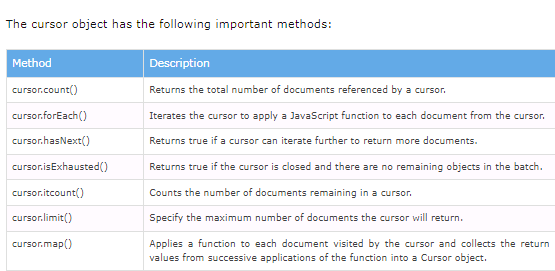 The cursor object has the following important methods:
Method Description
cursor.count() Returns the total number of documents referenced by a cursor.
cursor.forEach() Iterates the cursor to apply a JavaScript function to each document from the cursor.
cursor.hasNext() Returns true if a cursor can iterate further to return more documents.
cursor.isExhausted() Returns true if the cursor is closed and there are no remaining objects in the batch.
cursor.itcount() Counts the number of documents remaining in a cursor.
cursor.limit() Specify the maximum number of documents the cursor will return.
cursor.map() Applies a function to each document visited by the cursor and collects the return
values from successive applications of the function into a Cursor object.